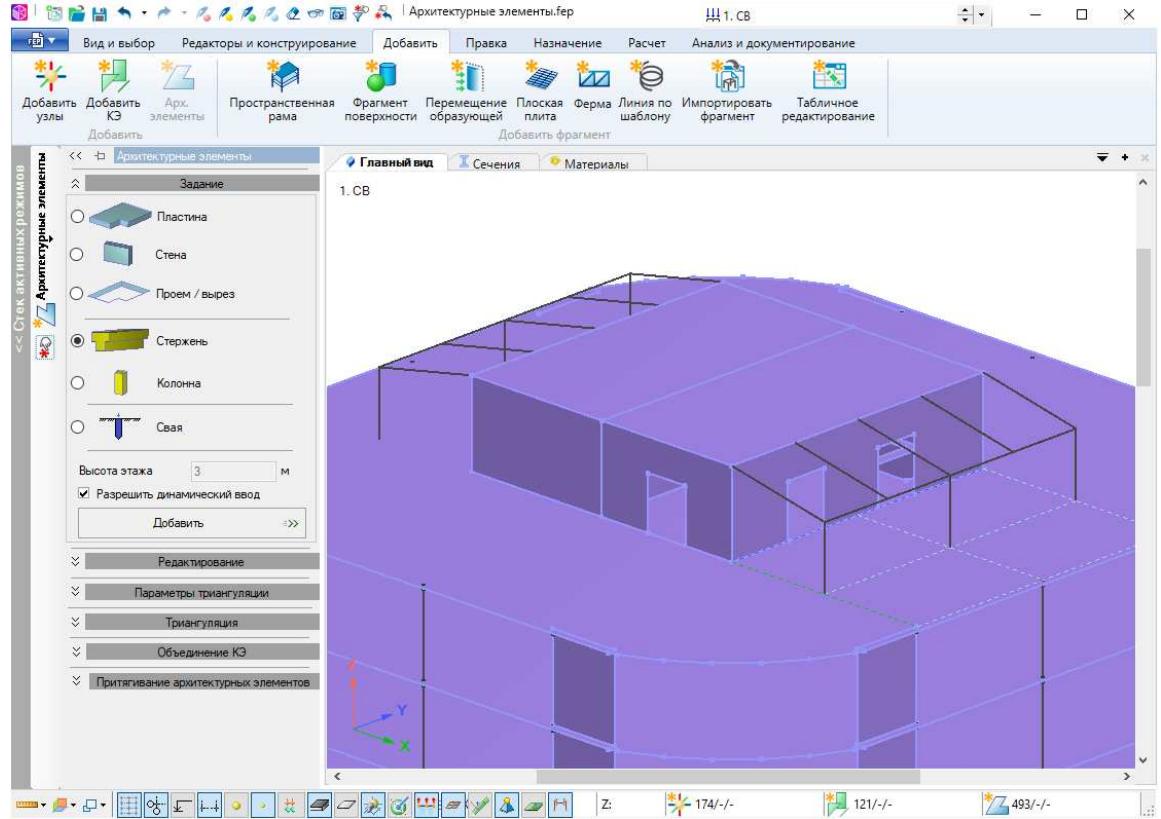 Архитектурные элементы.fep
1. СВ
FEP
Вид и выбор Редакторы и конструирование Добавить Правка Назначение Расчет Анализ и документирование
Добавить узлы
Добавить КЭ
Арх. элементы
Пространственная рама
Фрагмент поверхности
Перемещение образующей
Плоская плита
Ферма
Линия по шаблону
Импортировать фрагмент
Табличное редактирование
Добавить
Добавить фрагмент
<< Стек активных режимов
Архитектурные элементы
<< Архитектурные элементы
Задание
Пластина
Стена
Проем / вырез
Стержень
Колонна
Свая
Высота этажа 3 м
Разрешить динамический ввод
Добавить =>>
Редактирование
Параметры триангуляции
Триангуляция
Объединение КЭ
Притягивание архитектурных элементов
Главный вид Сечения Материалы
1. СВ
Z
Y
X
Z: 174/-/- 121/-/- 493/-/-